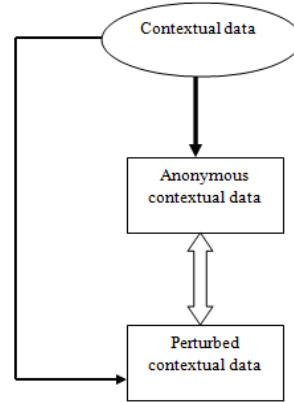 Contextual data
Anonymous
contextual data
Perturbed
contextual data